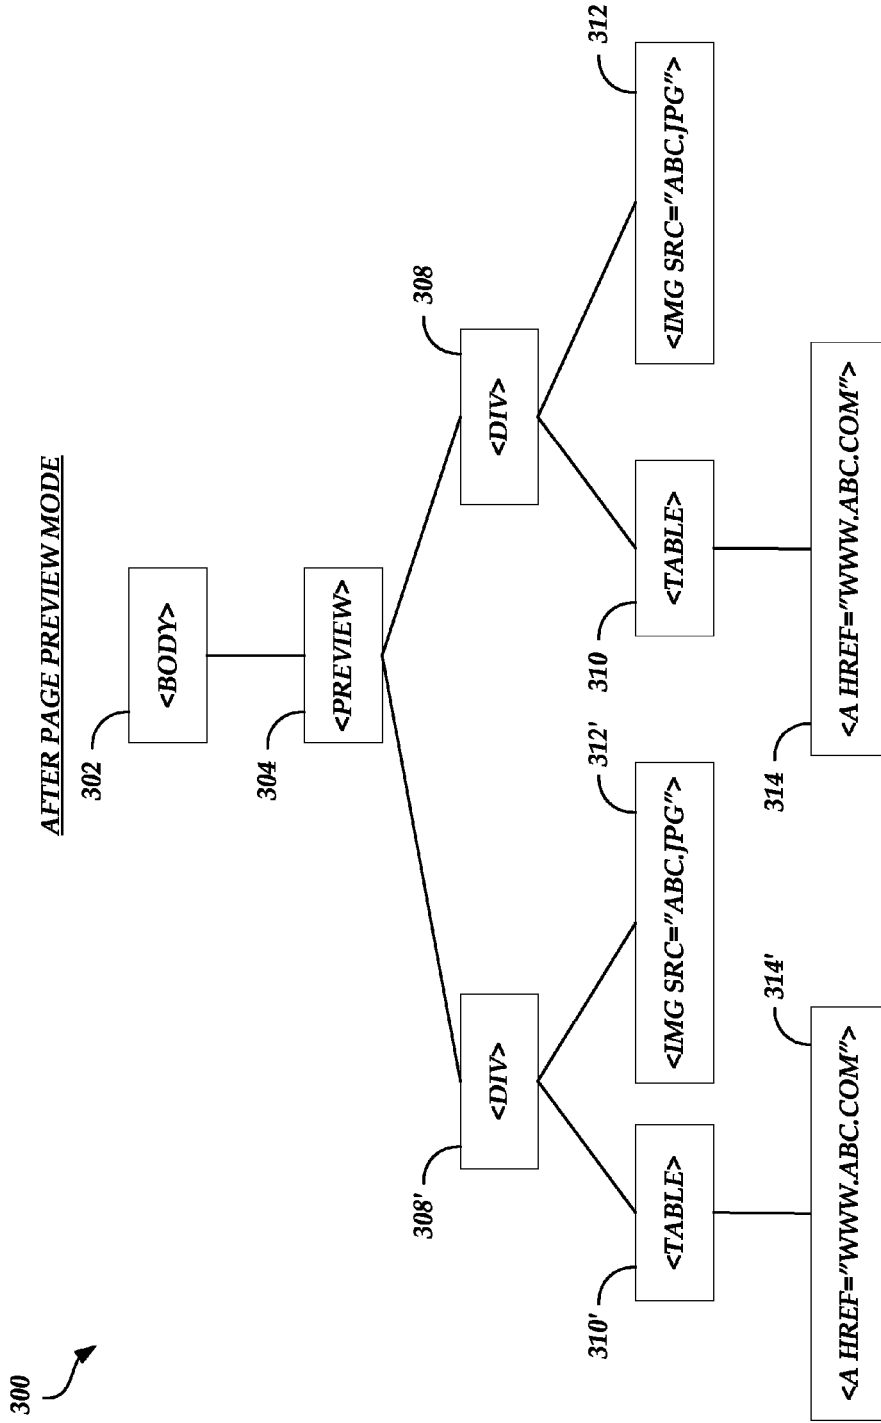 300
AFTER PAGE PREVIEW MODE
302
<BODY>
304
<PREVIEW>
308'
<DIV>
308
<DIV>
310'
<TABLE>
312'
<IMG SRC="ABC.JPG">
310
<TABLE>
312
<IMG SRC="ABC.JPG">
314'
<A HREF="WWW.ABC.COM">
314
<A HREF="WWW.ABC.COM">